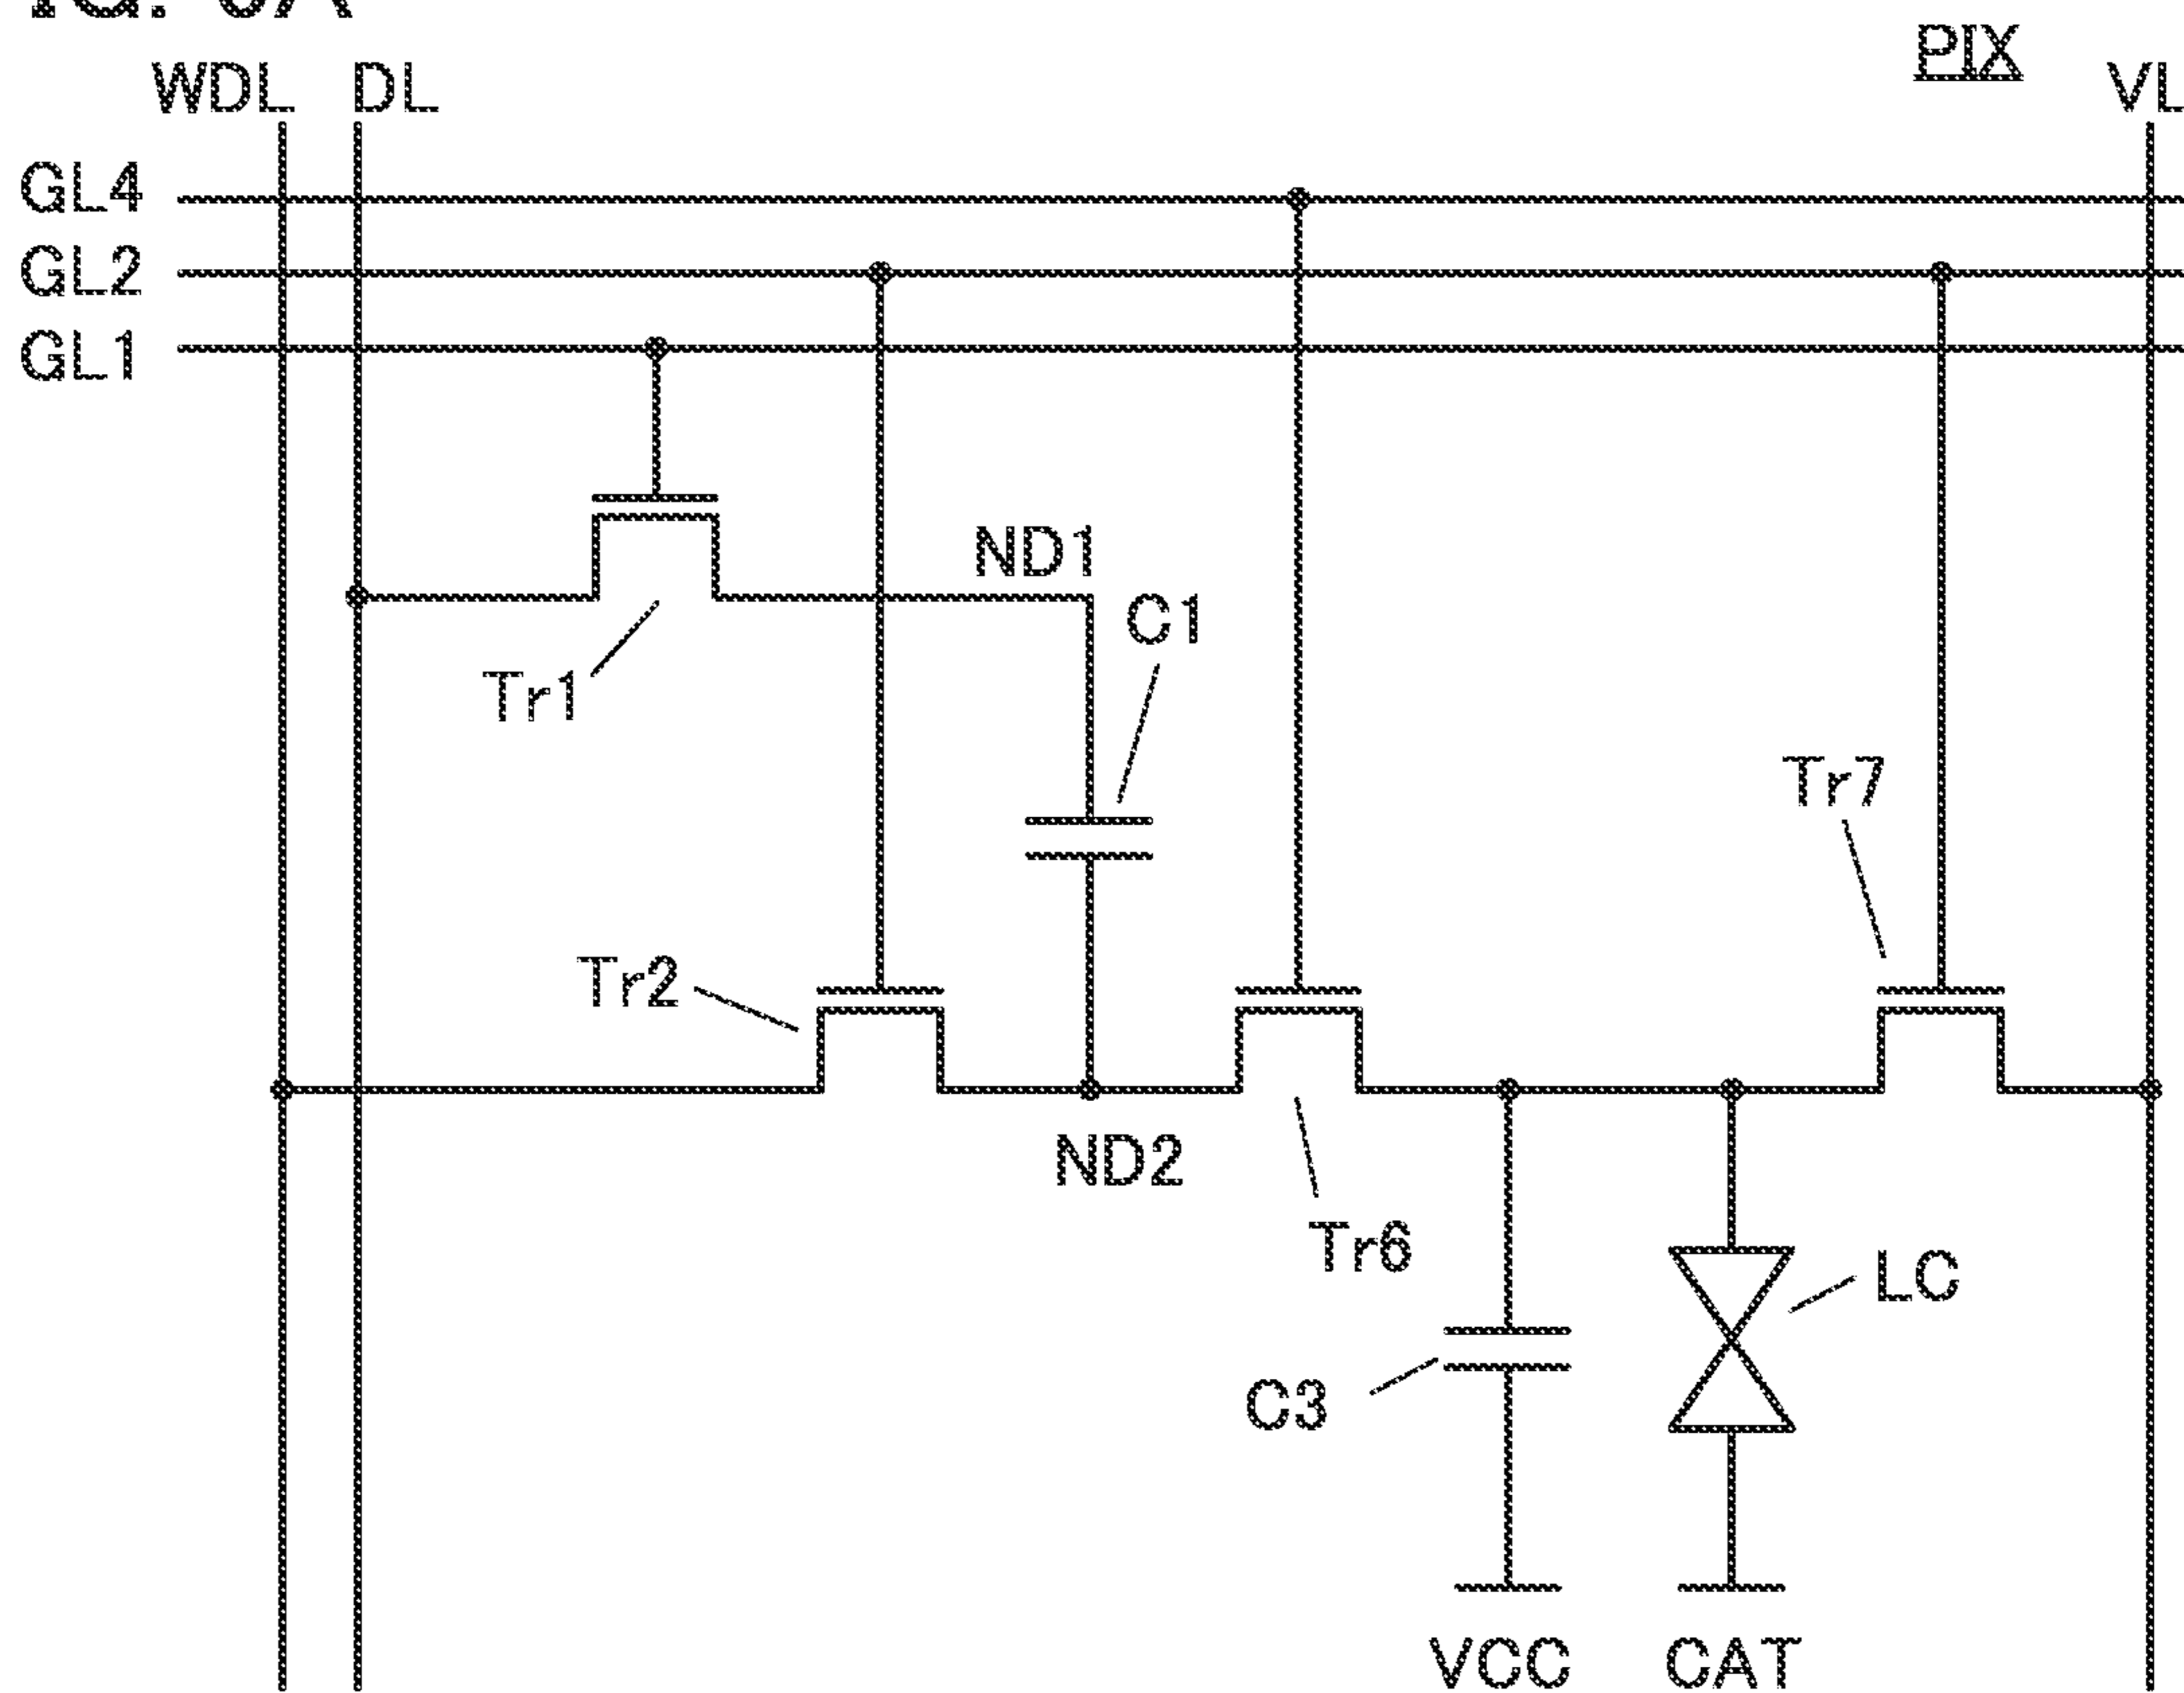 PIX
WDL DL VL
GL4
GL2
GL1
ND1
C1
Tr1
Tr7
Tr2
ND2
Tr6
LC
C3
VCC CAT